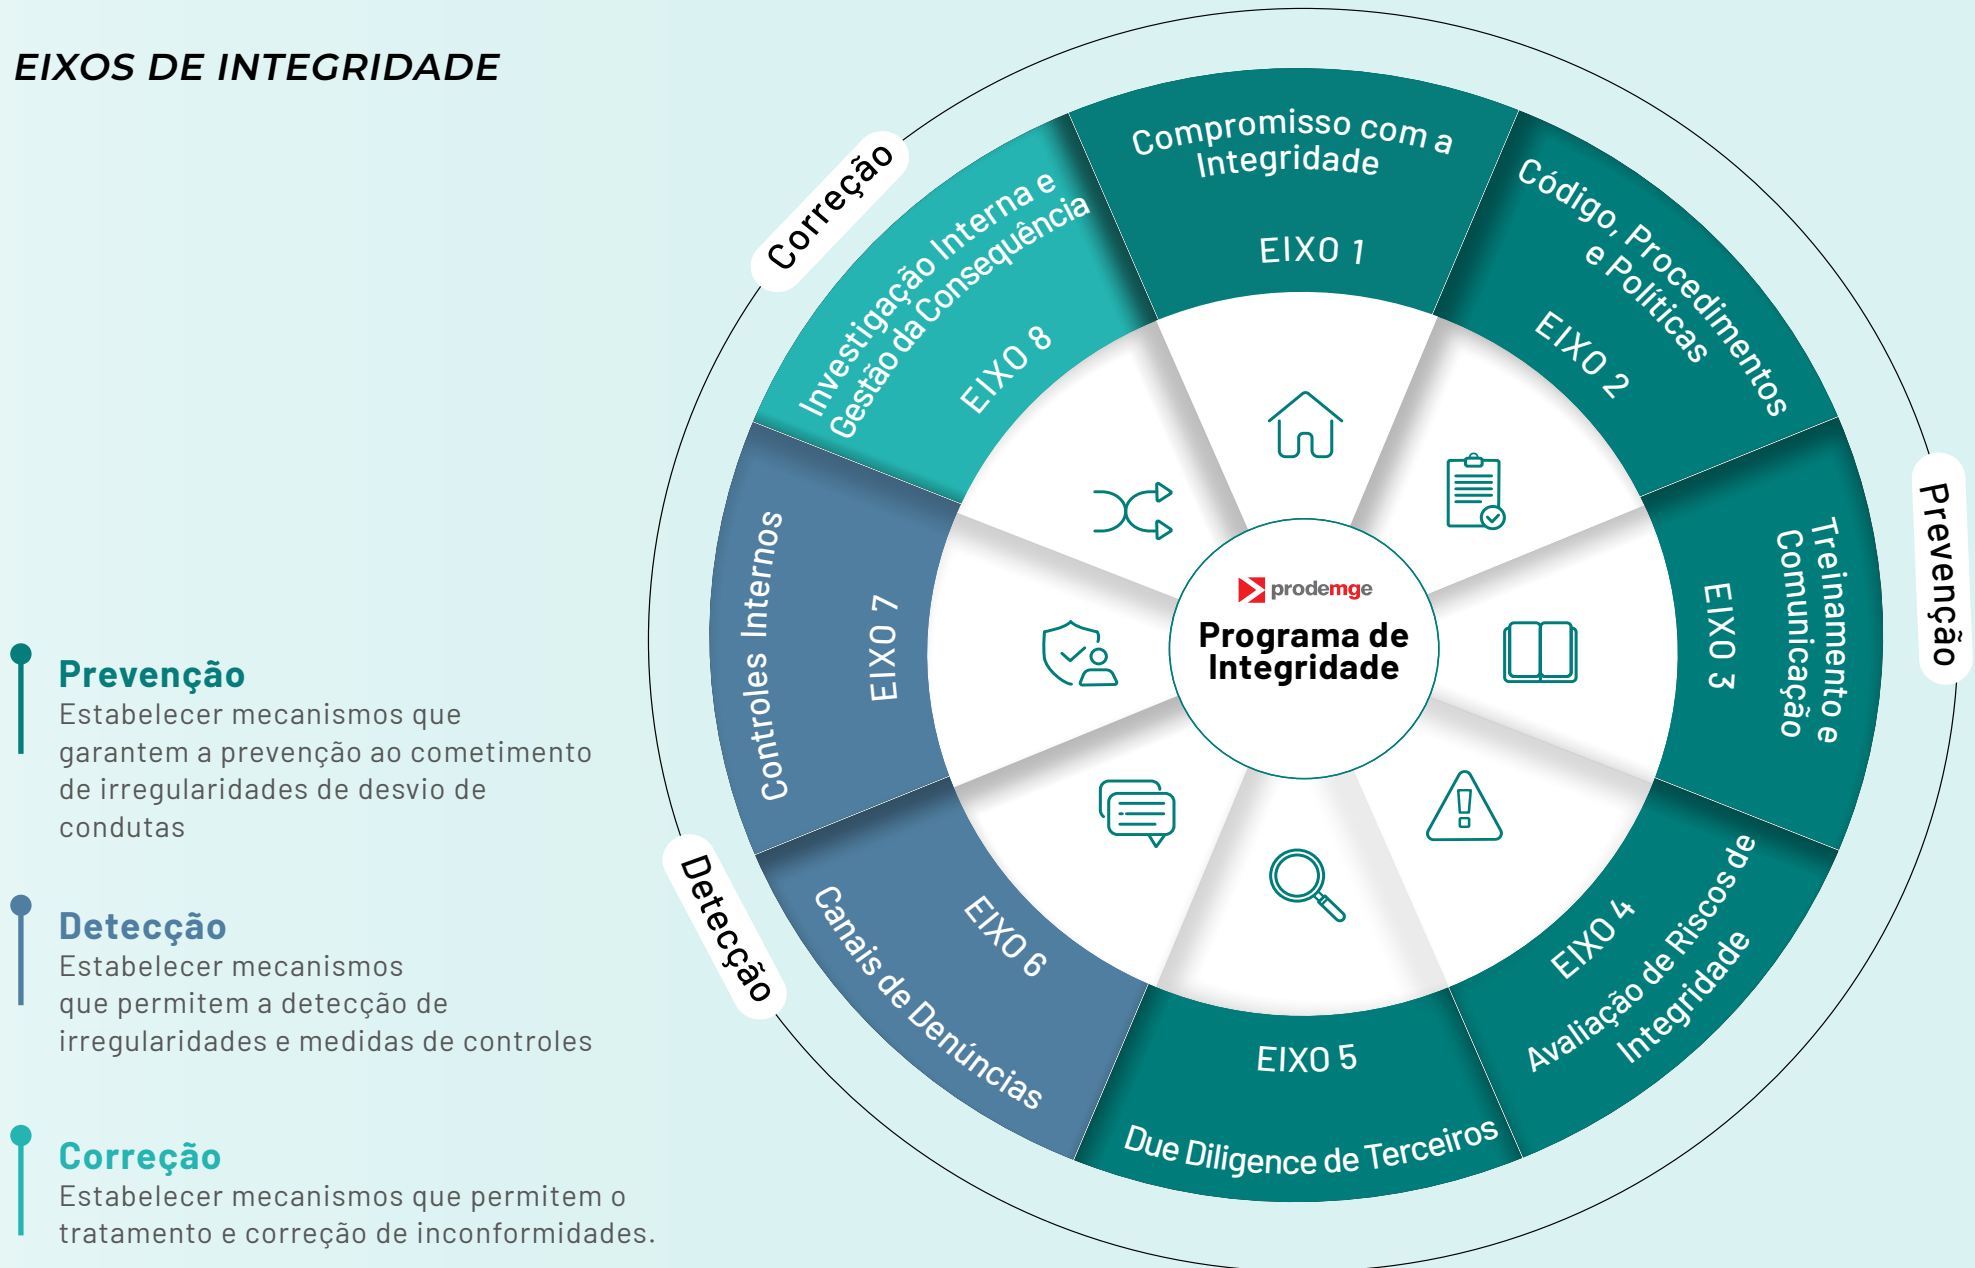 EIXOS DE INTEGRIDADE
Prevenção
Estabelecer mecanismos que
garantem a prevenção ao cometimento
de irregularidades de desvio de
condutas
Detecção
Estabelecer mecanismos
que permitem a detecção de
irregularidades e medidas de controles
Correção
Estabelecer mecanismos que permitem o
tratamento e correção de inconformidades.
prodemge
Programa de
Integridade
Compromisso com a
Integridade
EIXO 1
Código, Procedimentos
e Políticas
EIXO 2
Treinamento e
Comunicação
EIXO 3
EIXO 4
Avaliação de Riscos de
Integridade
EIXO 5
Due Diligence de Terceiros
EIXO 6
Canais de Denúncias
Controles Internos
EIXO 7
Investigação Interna e
Gestão da Consequência
EIXO 8
Prevenção
Detecção
Correção